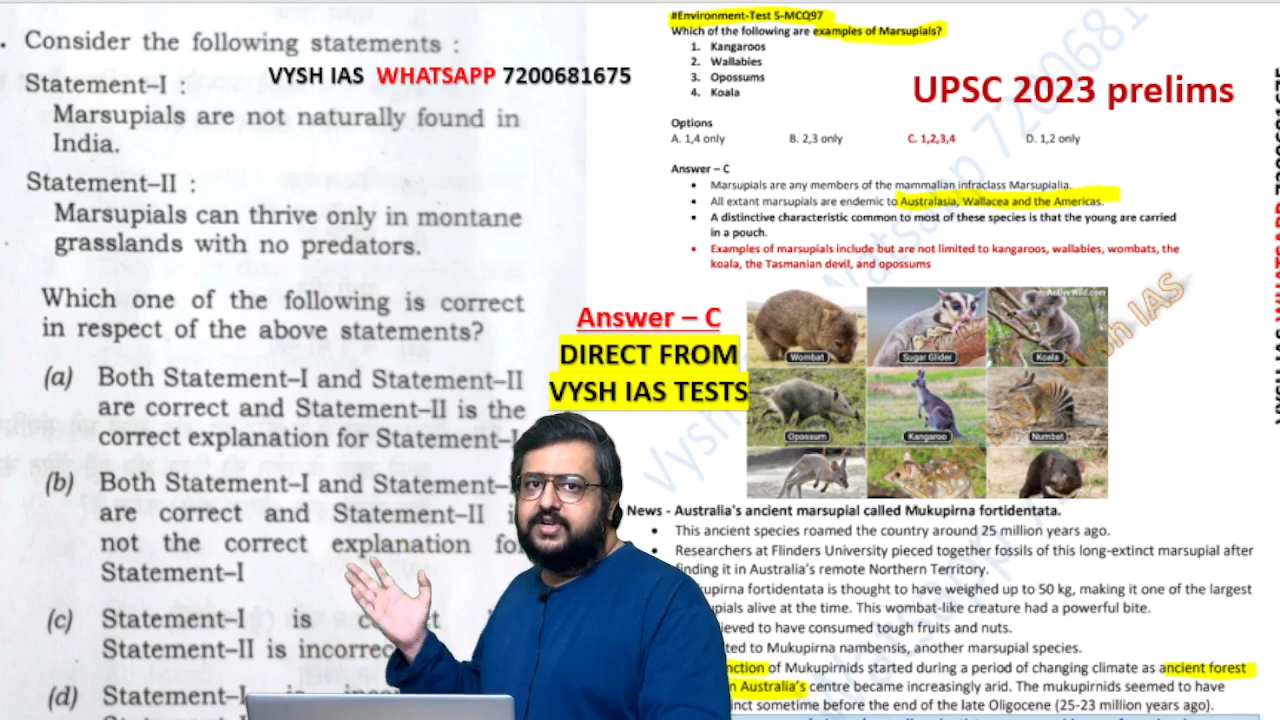 . Consider the following statements :
Statement–I :
Marsupials are not naturally found in
India.
Statement–II :
Marsupials can thrive only in montane
grasslands with no predators.
Which one of the following is correct
in respect of the above statements?
(a) Both Statement–I and Statement–II
are correct and Statement–II is the
correct explanation for Statement–I
(b) Both Statement–I and Statement–
are correct and Statement–II
not the correct explanation
Statement–I
(c) Statement–I is
Statement–II is
(d) Statement–I is
VYSH IAS WHATSAPP 7200681675
Answer – C
DIRECT FROM
VYSH IAS TESTS
#Environment-Test 5-MCQ97
Which of the following are examples of Marsupials?
1. Kangaroos
2. Wallabies
3. Opossums
4. Koala
UPSC 2023 prelims
Options
A. 1,4 only B. 2,3 only C. 1,2,3,4 D. 1,2 only
Answer – C
• Marsupials are any members of the mammalian infraclass Marsupialia.
• All extant marsupials are endemic to Australasia, Wallacea and the Americas.
• A distinctive characteristic common to most of these species is that the young are carried
in a pouch.
• Examples of marsupials include but are not limited to kangaroos, wallabies, wombats, the
koala, the Tasmanian devil, and opossums
ActiveWild.com
Wombat Sugar Glider Koala
Opossum Kangaroo Numbat
Vysh IAS
Whatsapp 7200681
News - Australia's ancient marsupial called Mukupirna fortidentata.
• This ancient species roamed the country around 25 million years ago.
• Researchers at Flinders University pieced together fossils of this long-extinct marsupial after
finding it in Australia's remote Northern Territory.
fortidentata is thought to have weighed up to 50 kg, making it one of the largest
alive at the time. This wombat-like creature had a powerful bite.
to have consumed tough fruits and nuts.
to Mukupirna nambensis, another marsupial species.
of Mukupirnids started during a period of changing climate as ancient forest
in Australia's centre became increasingly arid. The mukupirnids seemed to have
sometime before the end of the late Oligocene (25-23 million years ago).